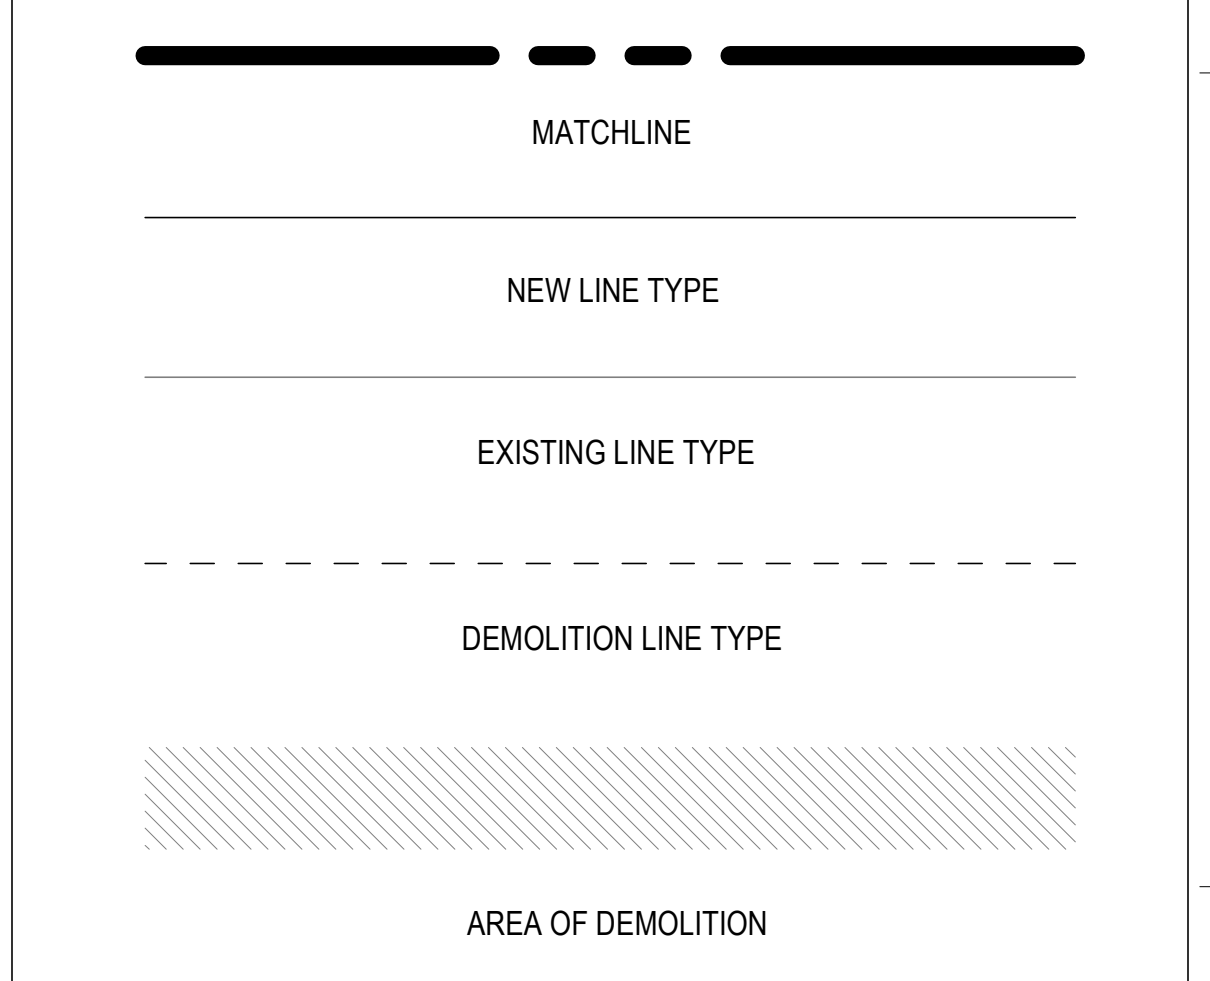 MATCHLINE
NEW LINE TYPE
EXISTING LINE TYPE
DEMOLITION LINE TYPE
AREA OF DEMOLITION